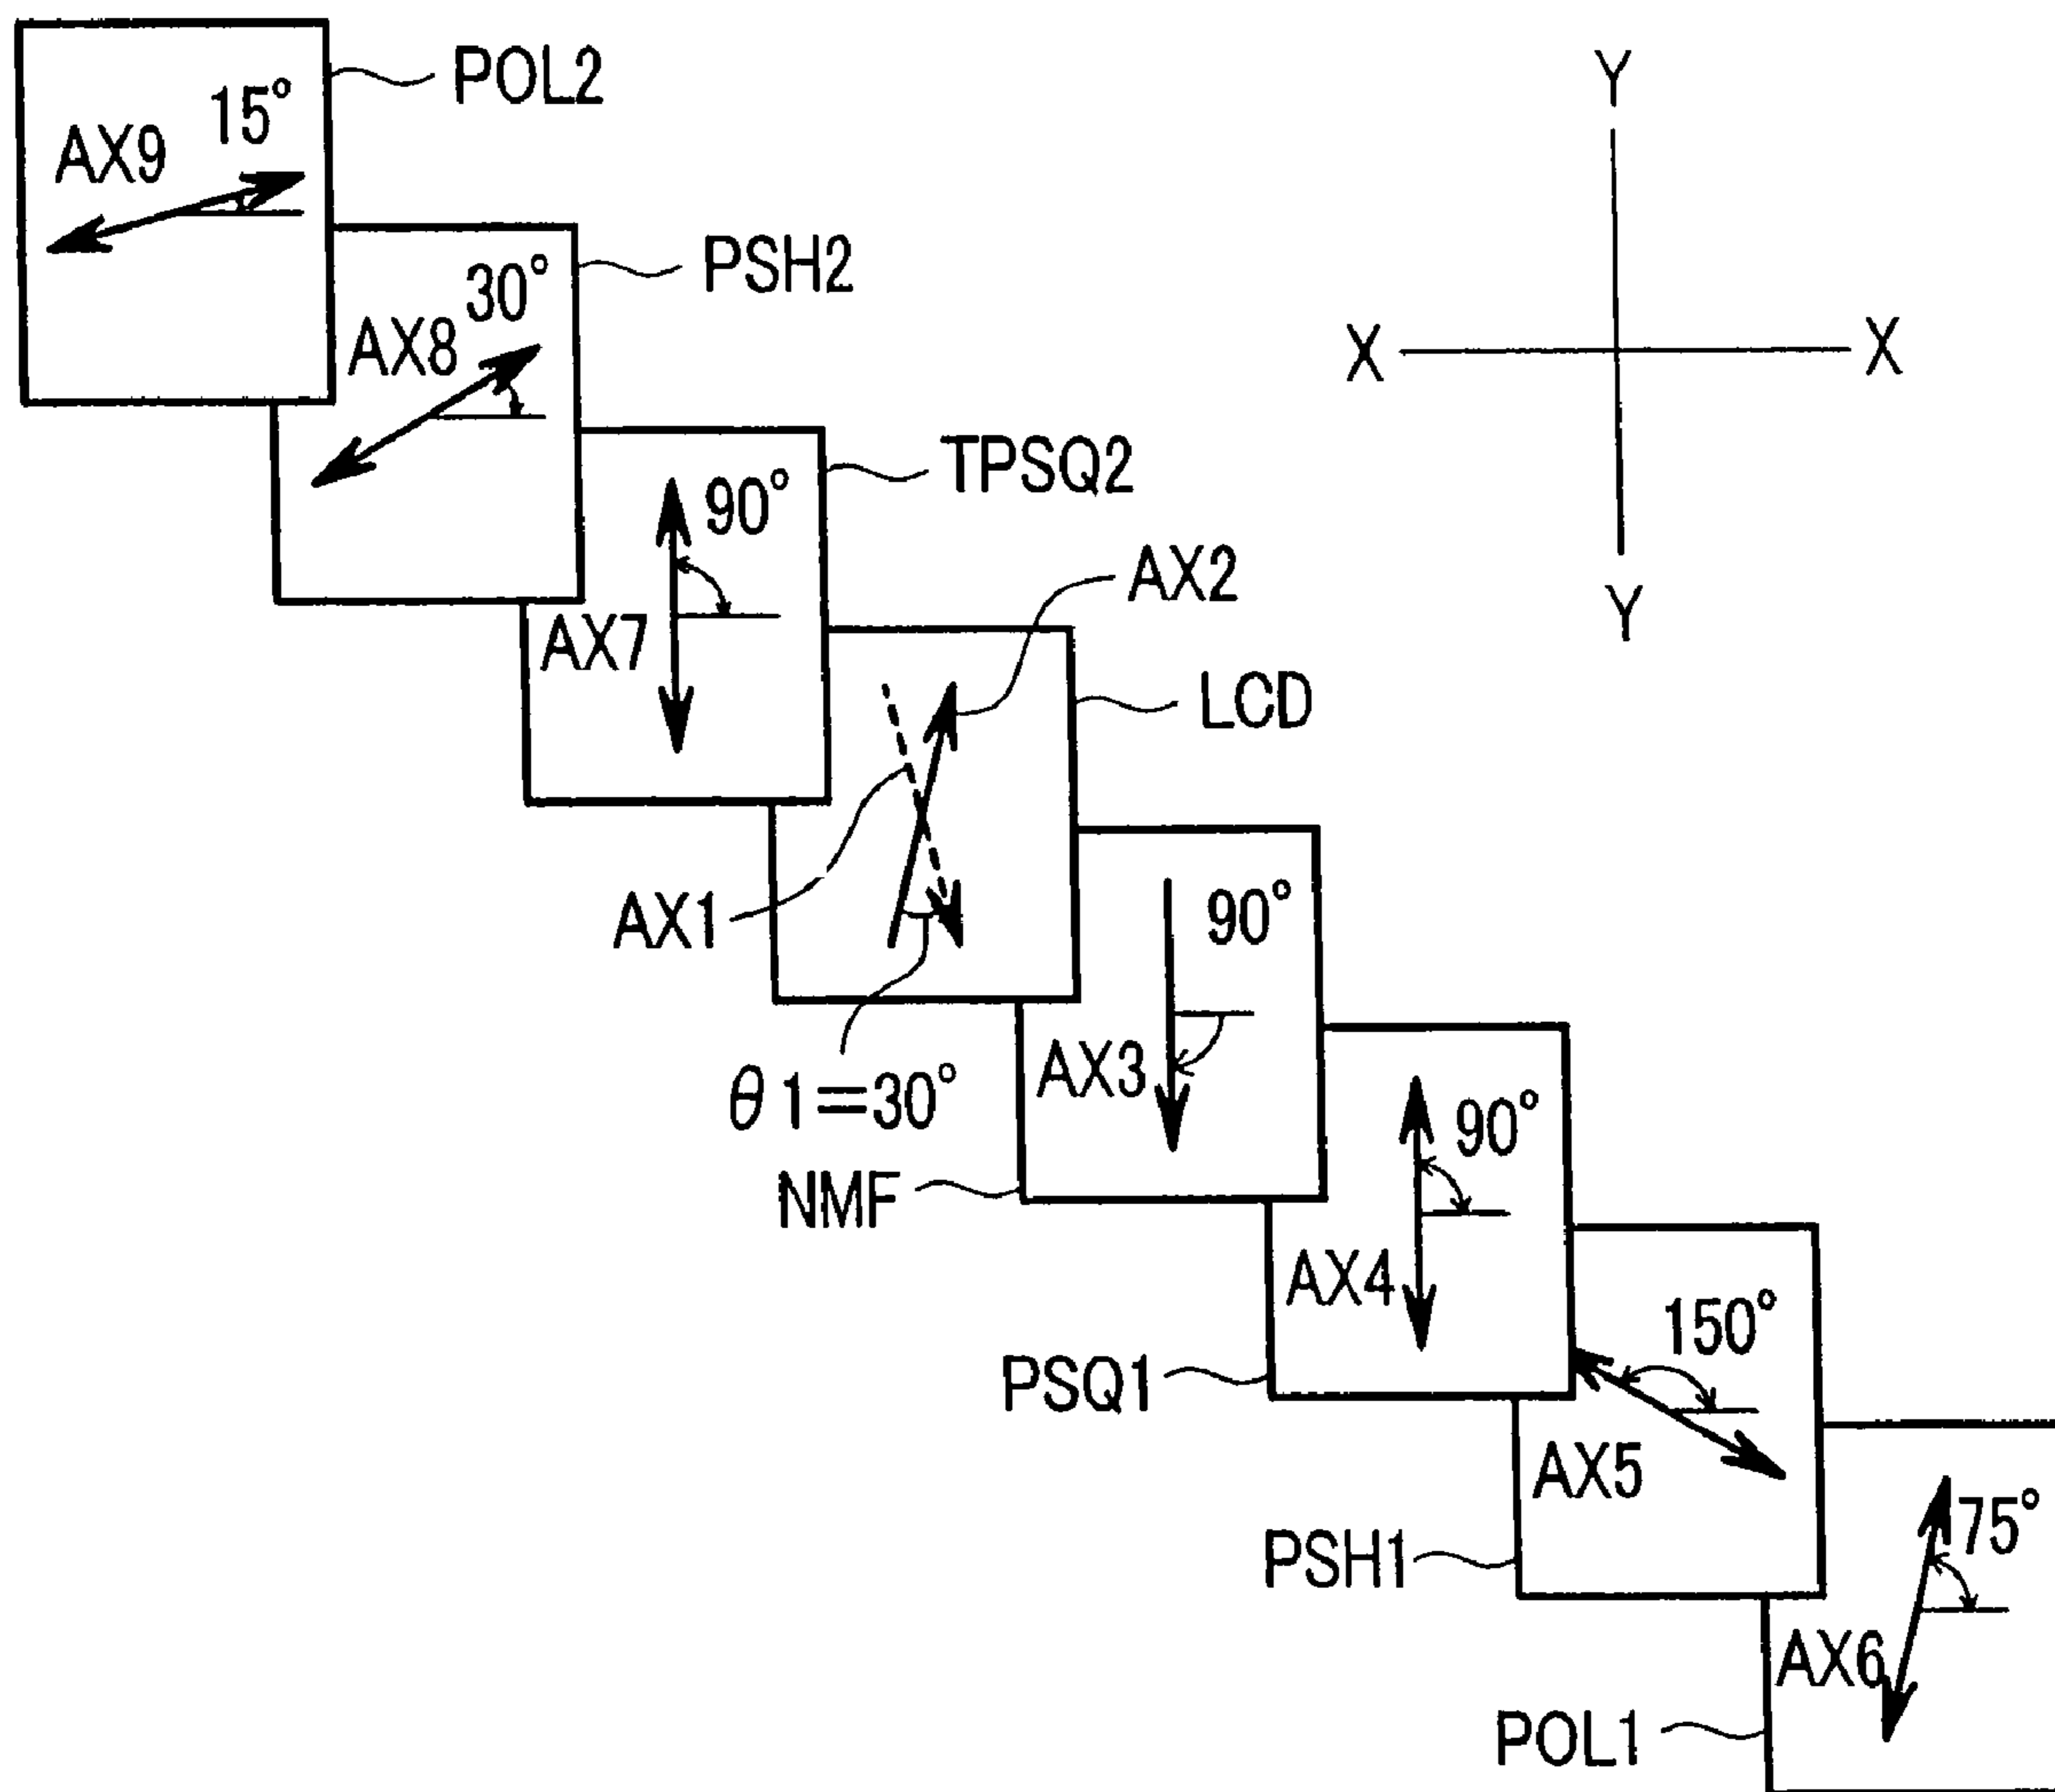 POL2
15°
AX9
Y
PSH2
30°
AX8
X
X
TPSQ2
90°
AX2
Y
AX7
LCD
AX1
90°
AX3
θ1=30°
90°
NMF
AX4
150°
PSQ1
AX5
75°
PSH1
AX6
POL1